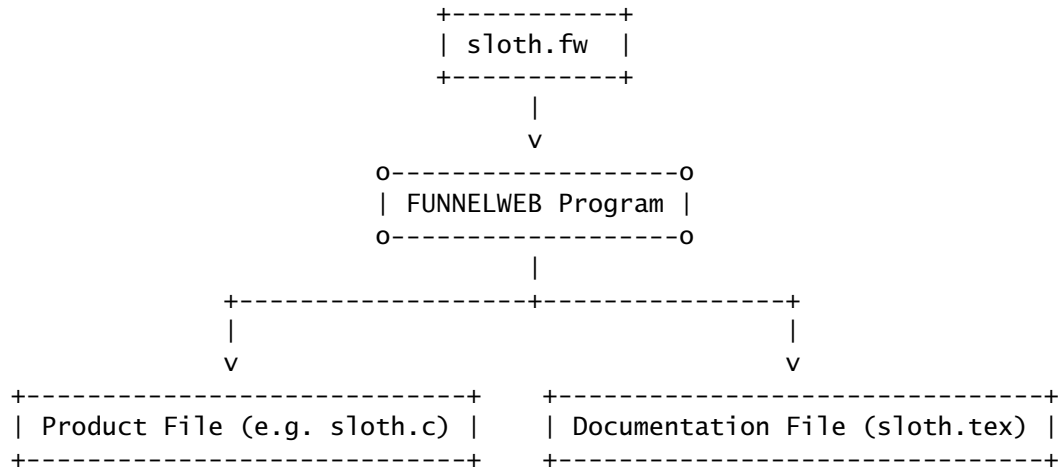 sloth.fw
FUNNELWEB Program
Product File (e.g. sloth.c)
Documentation File (sloth.tex)